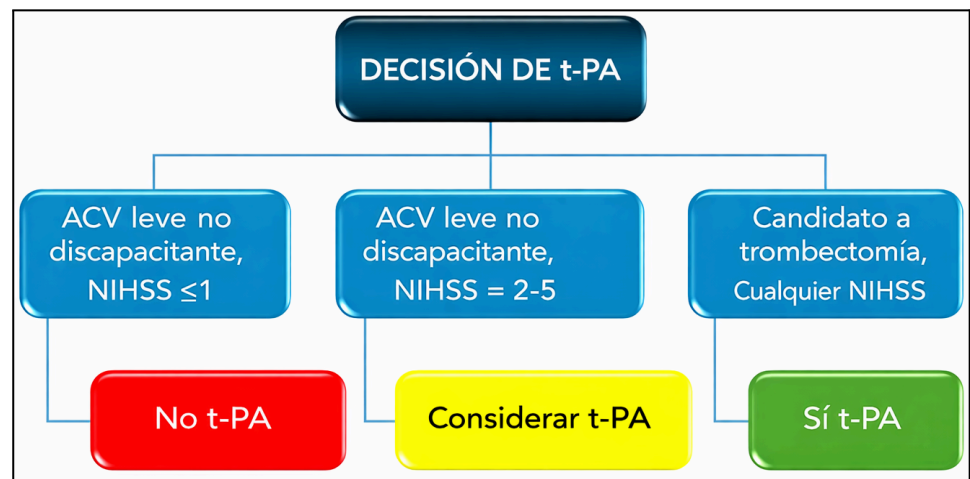 DECISIÓN DE t-PA
ACV leve no
discapacitante,
NIHSS ≤1
ACV leve no
discapacitante,
NIHSS = 2-5
Candidato a
trombectomía,
Cualquier NIHSS
No t-PA
Considerar t-PA
Sí t-PA